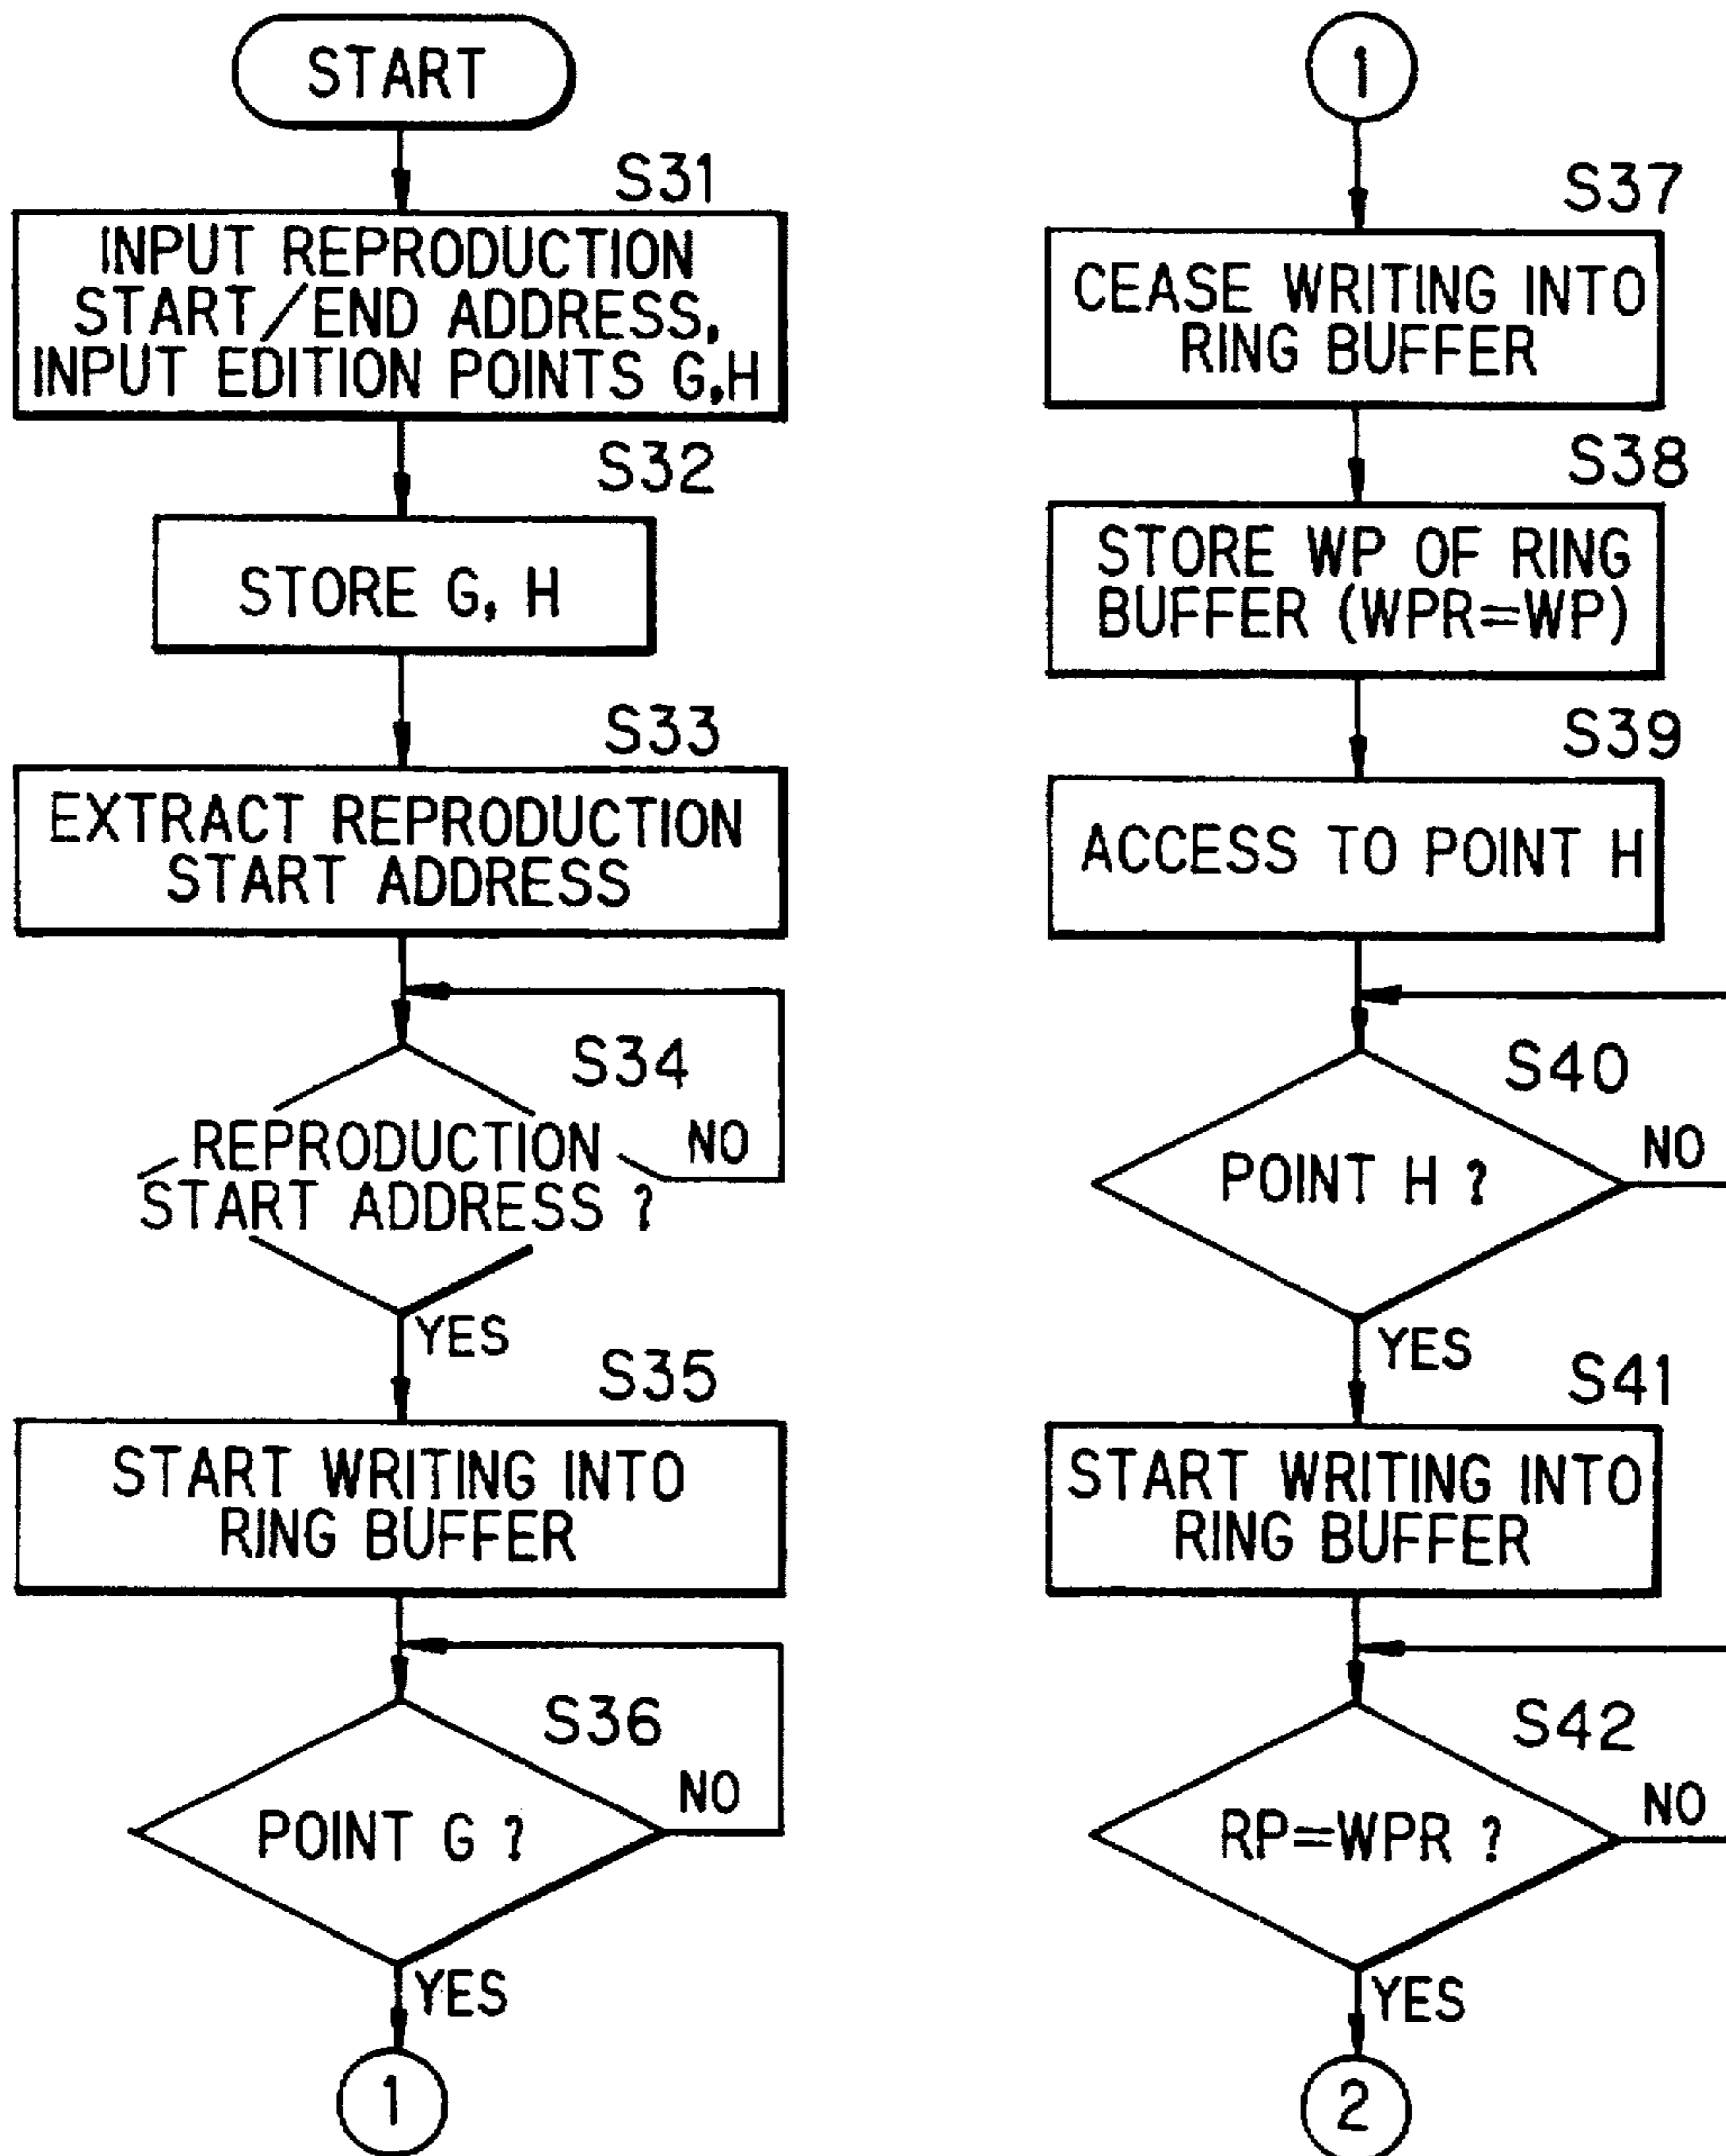 START
S31
INPUT REPRODUCTION
START/END ADDRESS,
INPUT EDITION POINTS G,H
S32
STORE G, H
S33
EXTRACT REPRODUCTION
START ADDRESS
S34
REPRODUCTION
START ADDRESS ?
NO
YES
S35
START WRITING INTO
RING BUFFER
S36
POINT G ?
NO
YES
1
1
S37
CEASE WRITING INTO
RING BUFFER
S38
STORE WP OF RING
BUFFER (WPR=WP)
S39
ACCESS TO POINT H
S40
POINT H ?
NO
YES
S41
START WRITING INTO
RING BUFFER
S42
RP=WPR ?
NO
YES
2